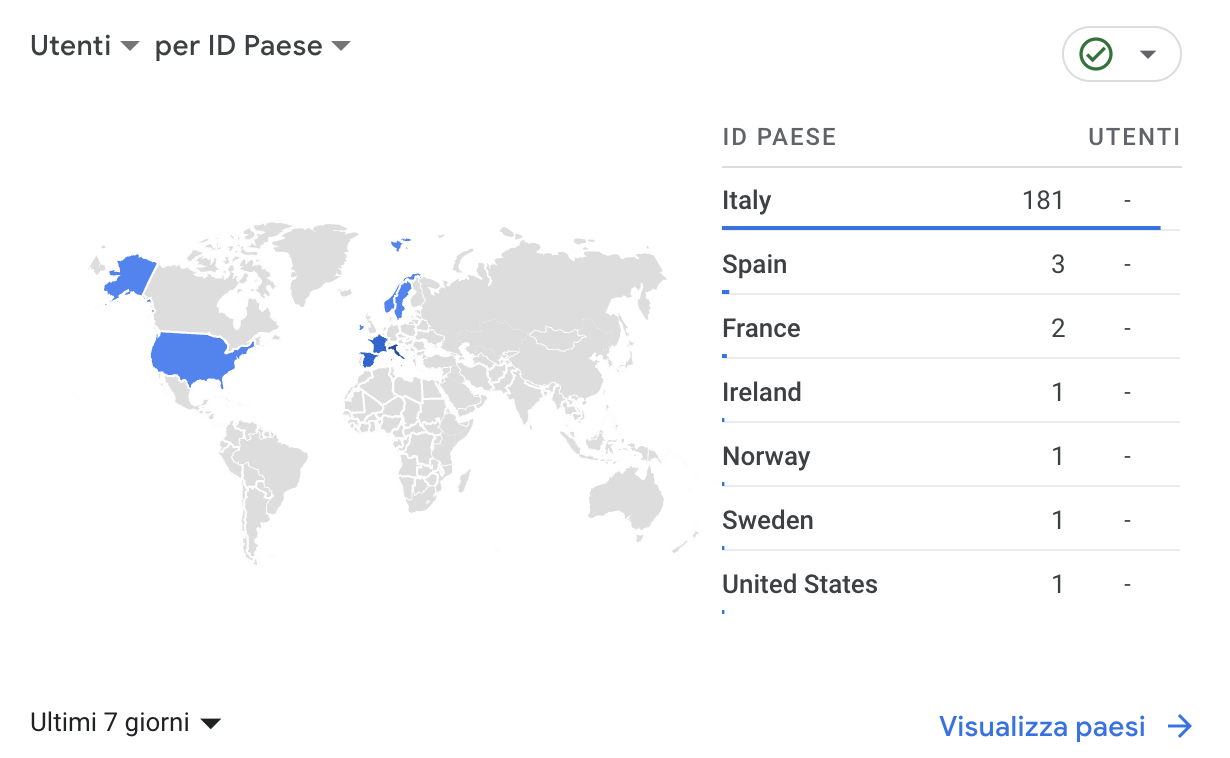 Utenti per ID Paese
ID PAESE UTENTI
Italy 181 -
Spain 3 -
France 2 -
Ireland 1 -
Norway 1 -
Sweden 1 -
United States 1 -
Ultimi 7 giorni
Visualizza paesi